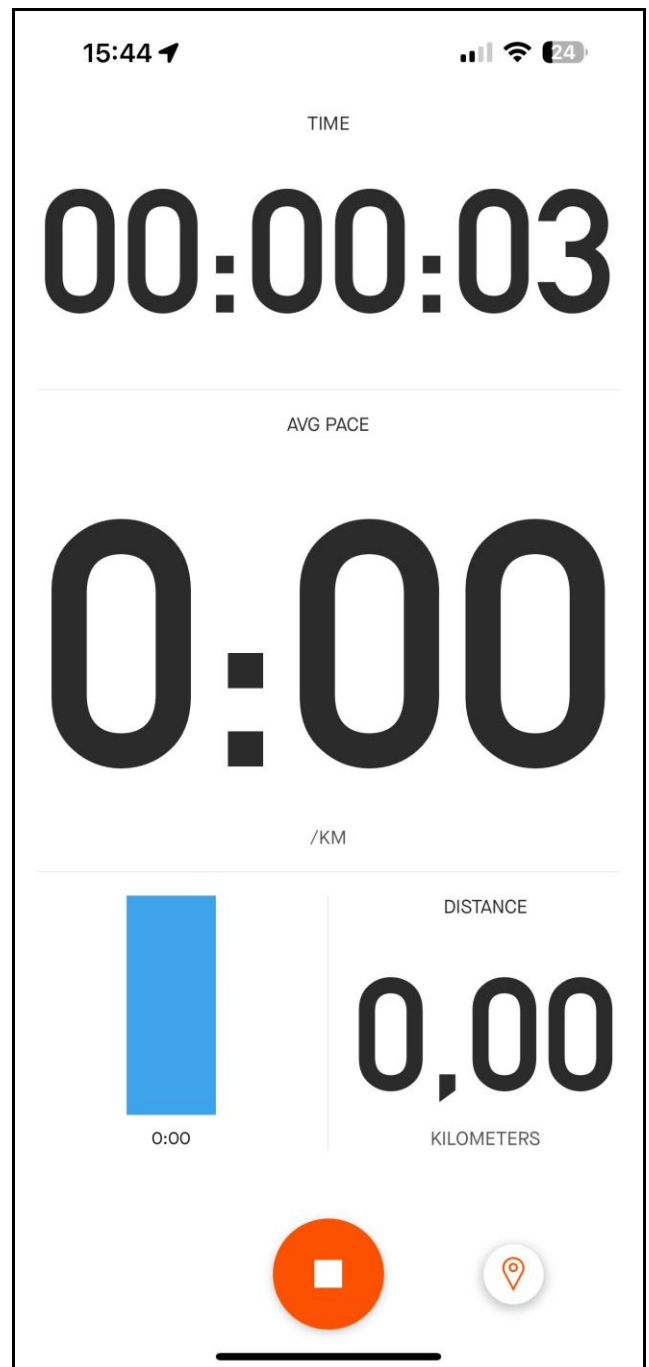 15:44
24
TIME
00:00:03
AVG PACE
0:00
/KM
DISTANCE
0,00
0:00
KILOMETERS